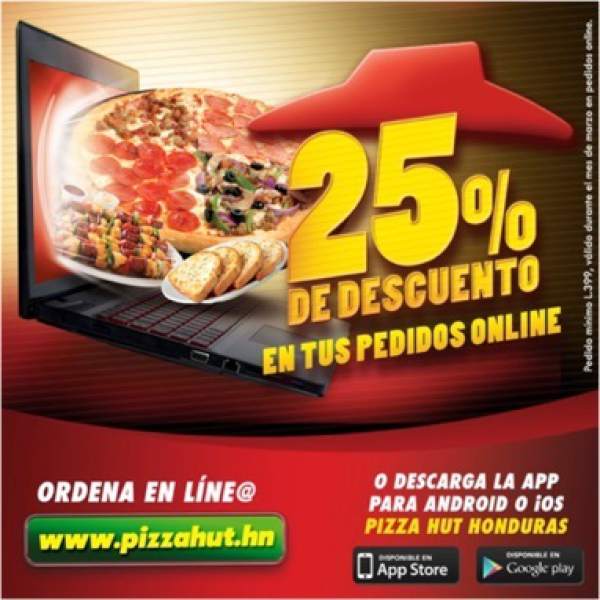 25%
DE DESCUENTO
EN TUS PEDIDOS ONLINE
Pedido mínimo L.399, válido durante el mes de marzo en pedidos online.
ORDENA EN LÍNE@
www.pizzahut.hn
O DESCARGA LA APP
PARA ANDROID O iOS
PIZZA HUT HONDURAS
DISPONIBLE EN
App Store
DISPONIBLE EN
Google play